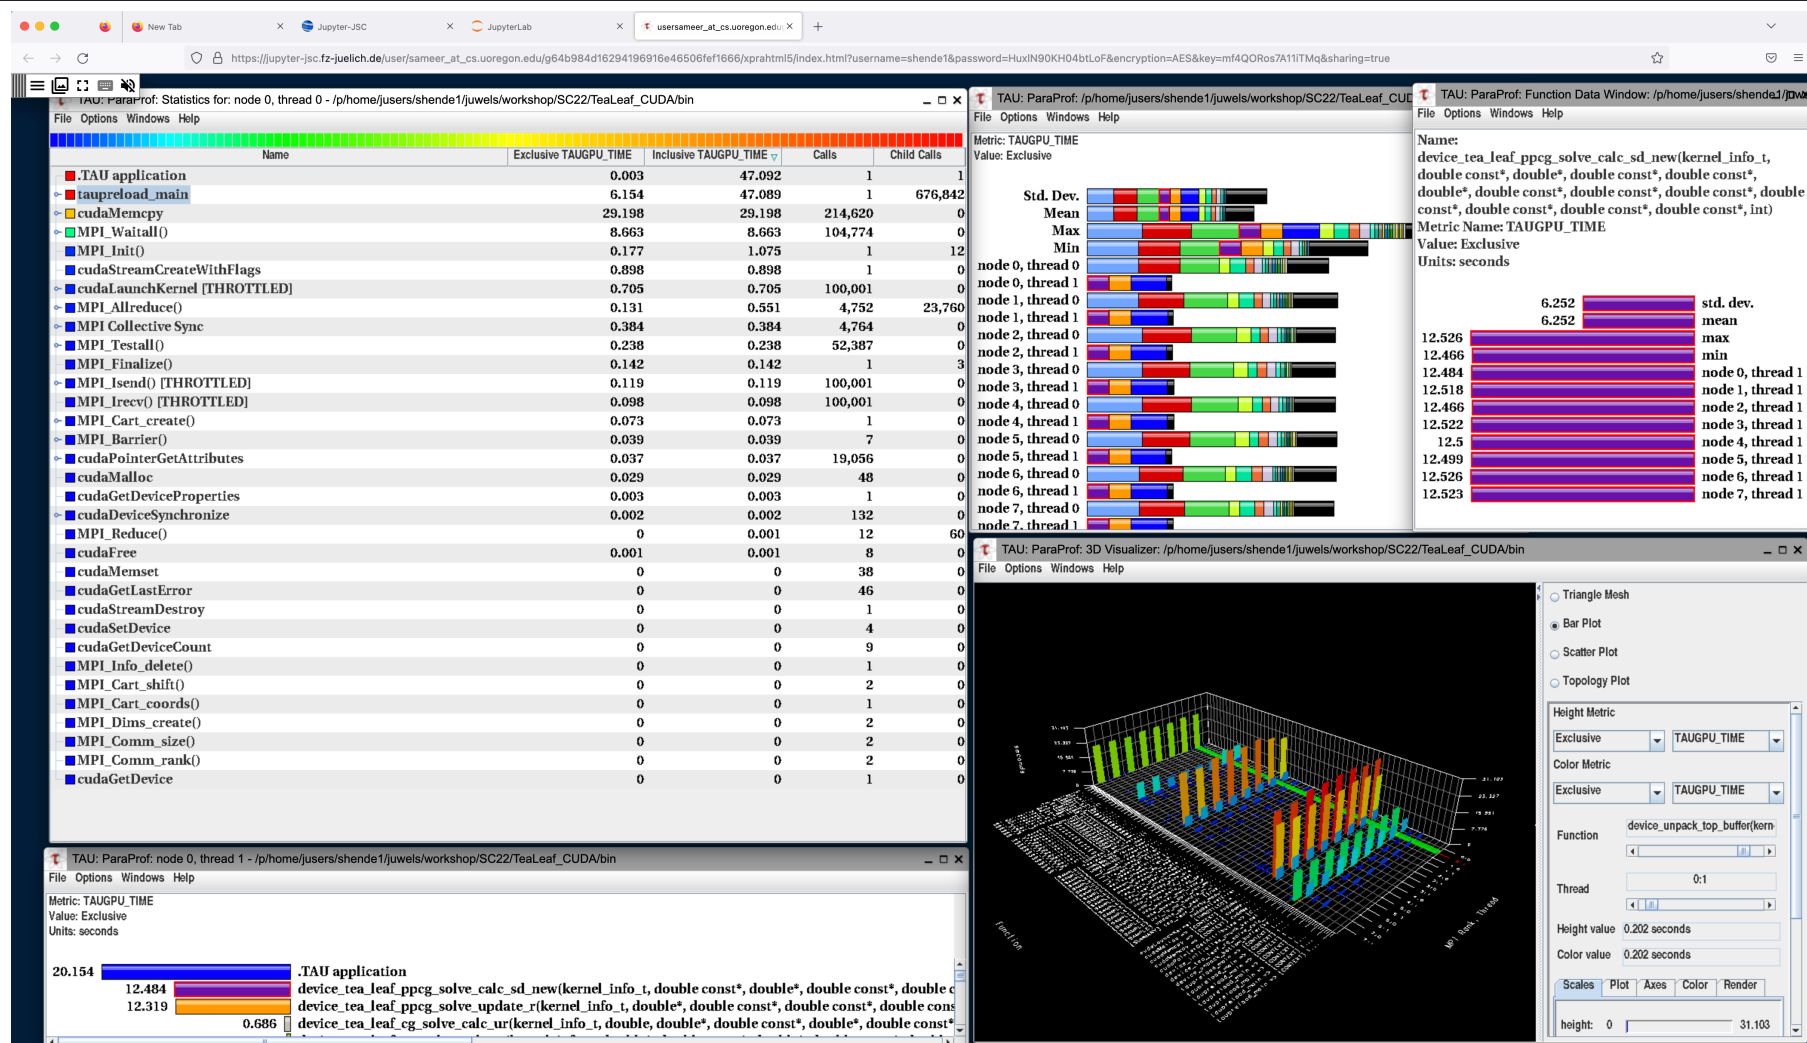 New Tab
Jupyter-JSC
JupyterLab
usersameer_at_cs.uoregon.edu
https://jupyter-jsc.fz-juelich.de/user/sameer_at_cs.uoregon.edu/g64b984d16294196916e46506fef1666/xprahtml5/index.html?username=shende1&password=HuxIN90KH04btLoF&encryption=AES&key=mf4QORos7A11iTMq&sharing=true
TAU: ParaProf: Statistics for: node 0, thread 0 - /p/home/jusers/shende1/juwels/workshop/SC22/TeaLeaf_CUDA/bin
File Options Windows Help
Name Exclusive TAUGPU_TIME Inclusive TAUGPU_TIME Calls Child Calls
.TAU application 0.003 47.092 1 1
taupreload_main 6.154 47.089 1 676,842
cudaMemcpy 29.198 29.198 214,620 0
MPI_Waitall() 8.663 8.663 104,774 0
MPI_Init() 0.177 1.075 1 12
cudaStreamCreateWithFlags 0.898 0.898 1 0
cudaLaunchKernel [THROTTLED] 0.705 0.705 100,001 0
MPI_Allreduce() 0.131 0.551 4,752 23,760
MPI Collective Sync 0.384 0.384 4,764 0
MPI_Testall() 0.238 0.238 52,387 0
MPI_Finalize() 0.142 0.142 1 3
MPI_Isend() [THROTTLED] 0.119 0.119 100,001 0
MPI_Irecv() [THROTTLED] 0.098 0.098 100,001 0
MPI_Cart_create() 0.073 0.073 1 0
MPI_Barrier() 0.039 0.039 7 0
cudaPointerGetAttributes 0.037 0.037 19,056 0
cudaMalloc 0.029 0.029 48 0
cudaGetDeviceProperties 0.003 0.003 1 0
cudaDeviceSynchronize 0.002 0.002 132 0
MPI_Reduce() 0 0.001 12 60
cudaFree 0.001 0.001 8 0
cudaMemset 0 0 38 0
cudaGetLastError 0 0 46 0
cudaStreamDestroy 0 0 1 0
cudaSetDevice 0 0 4 0
cudaGetDeviceCount 0 0 9 0
MPI_Info_delete() 0 0 1 0
MPI_Cart_shift() 0 0 2 0
MPI_Cart_coords() 0 0 1 0
MPI_Dims_create() 0 0 2 0
MPI_Comm_size() 0 0 2 0
MPI_Comm_rank() 0 0 2 0
cudaGetDevice 0 0 1 0
TAU: ParaProf: node 0, thread 1 - /p/home/jusers/shende1/juwels/workshop/SC22/TeaLeaf_CUDA/bin
File Options Windows Help
Metric: TAUGPU_TIME
Value: Exclusive
Units: seconds
20.154 .TAU application
12.484 device_tea_leaf_ppcg_solve_calc_sd_new(kernel_info_t, double const*, double*, double const*, double c
12.319 device_tea_leaf_ppcg_solve_update_r(kernel_info_t, double*, double const*, double const*, double con
0.686 device_tea_leaf_cg_solve_calc_ur(kernel_info_t, double, double*, double const*, double*, double const*
TAU: ParaProf: /p/home/jusers/shende1/juwels/workshop/SC22/TeaLeaf_CUD
File Options Windows Help
Metric: TAUGPU_TIME
Value: Exclusive
Std. Dev.
Mean
Max
Min
node 0, thread 0
node 0, thread 1
node 1, thread 0
node 1, thread 1
node 2, thread 0
node 2, thread 1
node 3, thread 0
node 3, thread 1
node 4, thread 0
node 4, thread 1
node 5, thread 0
node 5, thread 1
node 6, thread 0
node 6, thread 1
node 7, thread 0
node 7, thread 1
TAU: ParaProf: Function Data Window: /p/home/jusers/shende1/
File Options Windows Help
Name:
device_tea_leaf_ppcg_solve_calc_sd_new(kernel_info_t,
double const*, double*, double const*, double const*,
double*, double const*, double const*, double const*, double
const*, double const*, double const*, double const*, int)
Metric Name: TAUGPU_TIME
Value: Exclusive
Units: seconds
6.252 std. dev.
6.252 mean
12.526 max
12.466 min
12.484 node 0, thread 1
12.518 node 1, thread 1
12.466 node 2, thread 1
12.522 node 3, thread 1
12.5 node 4, thread 1
12.499 node 5, thread 1
12.526 node 6, thread 1
12.523 node 7, thread 1
TAU: ParaProf: 3D Visualizer: /p/home/jusers/shende1/juwels/workshop/SC22/TeaLeaf_CUDA/bin
File Options Windows Help
31.103
23.327
15.551
7.776
seconds
Function
MPI Rank, Thread
31.103
23.327
15.551
7.776
Triangle Mesh
Bar Plot
Scatter Plot
Topology Plot
Height Metric
Exclusive TAUGPU_TIME
Color Metric
Exclusive TAUGPU_TIME
Function device_unpack_top_buffer(kern
Thread 0:1
Height value 0.202 seconds
Color value 0.202 seconds
Scales Plot Axes Color Render
height: 0 31.103